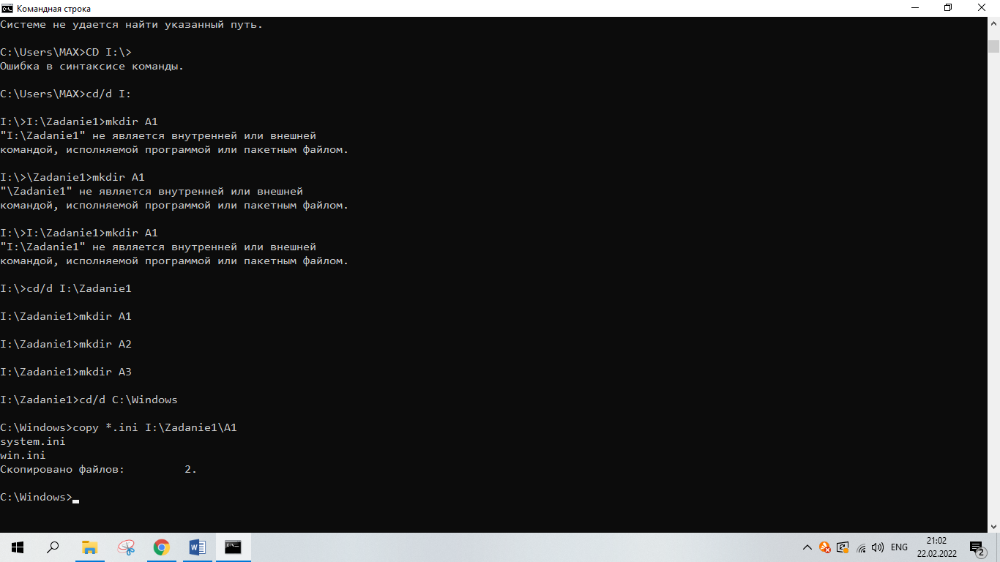 Командная строка
Системе не удается найти указанный путь.
C:\Users\MAX>CD I:\>
Ошибка в синтаксисе команды.
C:\Users\MAX>cd/d I:
I:\>I:\Zadanie1>mkdir A1
"I:\Zadanie1" не является внутренней или внешней
командой, исполняемой программой или пакетным файлом.
I:\>\Zadanie1>mkdir A1
"\Zadanie1" не является внутренней или внешней
командой, исполняемой программой или пакетным файлом.
I:\>I:\Zadanie1>mkdir A1
"I:\Zadanie1" не является внутренней или внешней
командой, исполняемой программой или пакетным файлом.
I:\>cd/d I:\Zadanie1
I:\Zadanie1>mkdir A1
I:\Zadanie1>mkdir A2
I:\Zadanie1>mkdir A3
I:\Zadanie1>cd/d C:\Windows
C:\Windows>copy *.ini I:\Zadanie1\A1
system.ini
win.ini
Скопировано файлов:         2.
C:\Windows>
ENG
21:02
22.02.2022
2